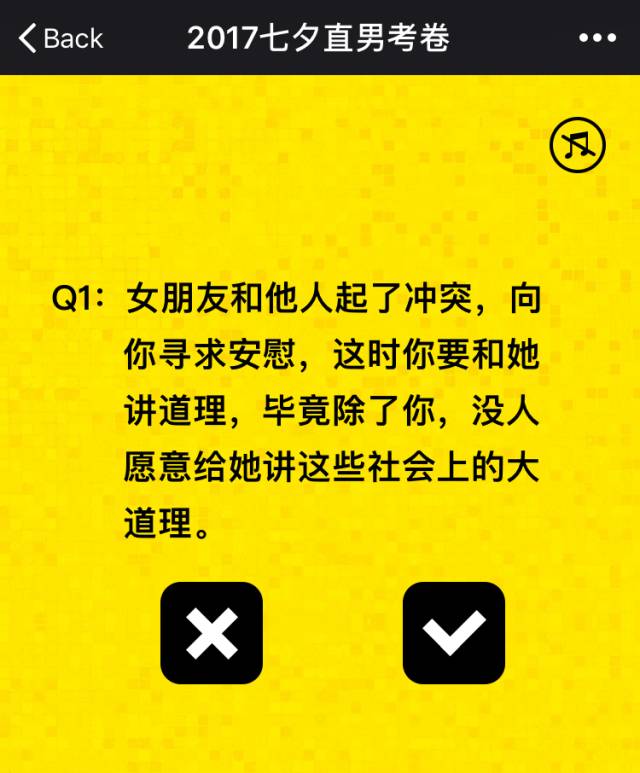 Back
2017七夕直男考卷
Q1：女朋友和他人起了冲突，向
你寻求安慰，这时你要和她
讲道理，毕竟除了你，没人
愿意给她讲这些社会上的大
道理。